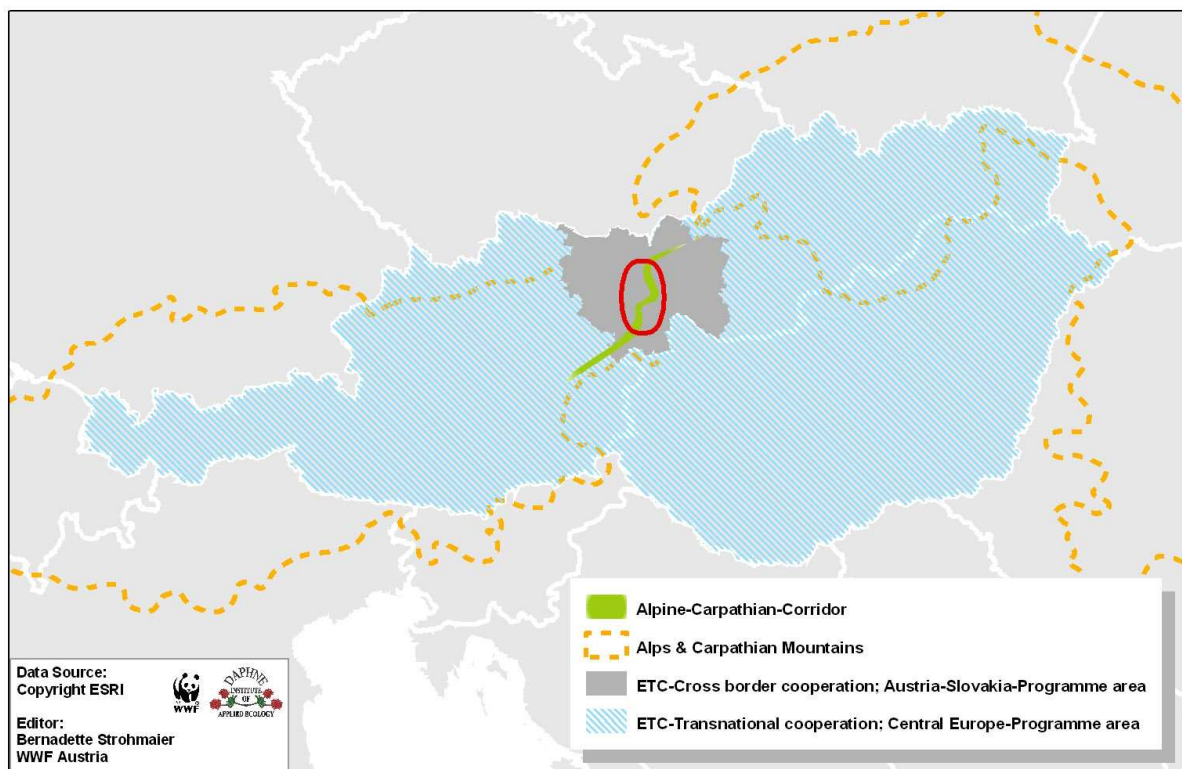 Alpine-Carpathian-Corridor
Alps & Carpathian Mountains
ETC-Cross border cooperation; Austria-Slovakia-Programme area
ETC-Transnational cooperation; Central Europe-Programme area
Data Source:
Copyright ESRI
Editor:
Bernadette Strohmaier
WWF Austria
WWF
DAPHNE
INSTITUTE
OF
APPLIED ECOLOGY